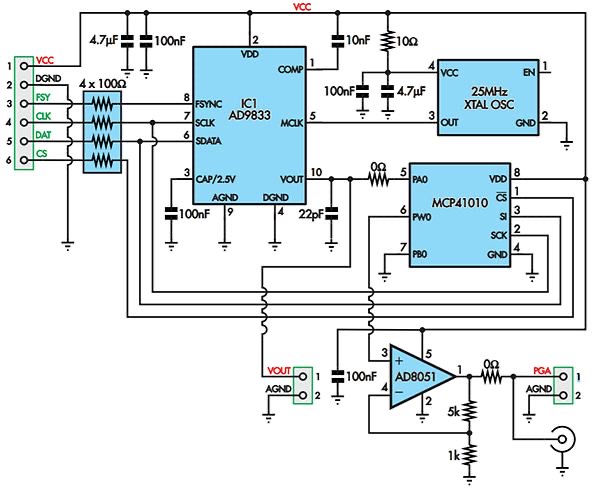 VCC
1 VCC
4.7µF 100nF
2 VDD
10nF
10Ω
2 DGND
4 x 100Ω
COMP 1
100nF 4.7µF
4 VCC EN 1
25MHz
XTAL OSC
3 FSY
8 FSYNC
IC1
AD9833
4 CLK
7 SCLK
MCLK 5
3 OUT GND 2
5 DAT
6 SDATA
6 CS
3 CAP/2.5V
VOUT 10
0Ω
5 PA0 VDD 8
CS 1
MCP41010
100nF
AGND DGND
9 4
22pF
6 PW0 SI 3
SCK 2
7 PB0 GND 4
VOUT 1
AGND 2
100nF
3 + 5
AD8051 1
4 − 2
0Ω
PGA 1
AGND 2
5k
1k